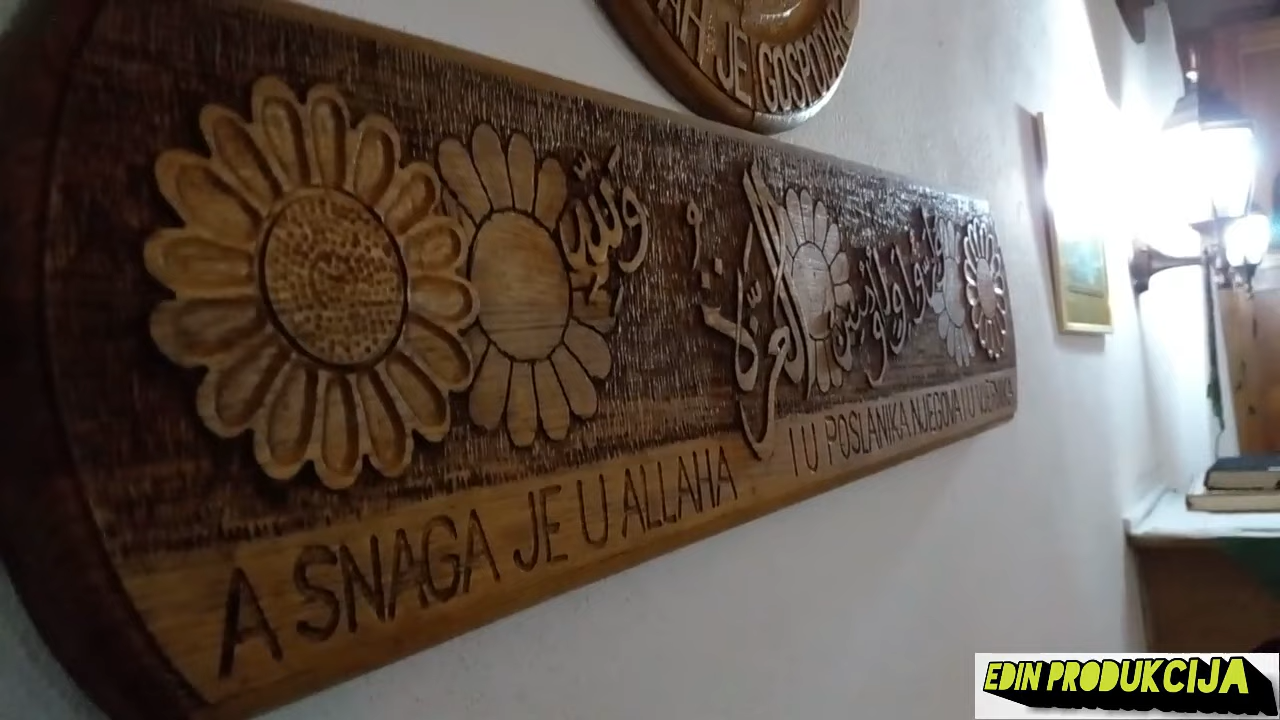 AH JE GOSPODAR
وَلِلَّهِ الْعِزَّةُ وَلِرَسُولِهِ وَلِلْمُؤْمِنِينَ
A SNAGA JE U ALLAHA I U POSLANIKA NJEGOVA I U VJERNIKA
EDIN PRODUKCIJA